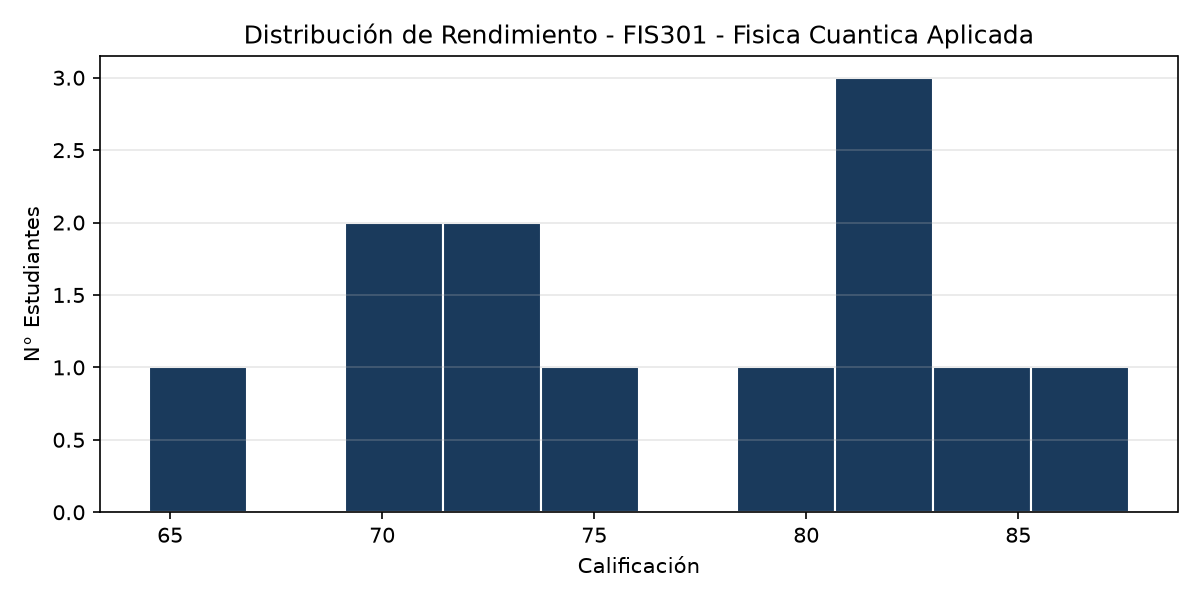 Distribución de Rendimiento - FIS301 - Fisica Cuantica Aplicada
3.0
2.5
2.0
1.5
1.0
0.5
0.0
N° Estudiantes
65 70 75 80 85
Calificación